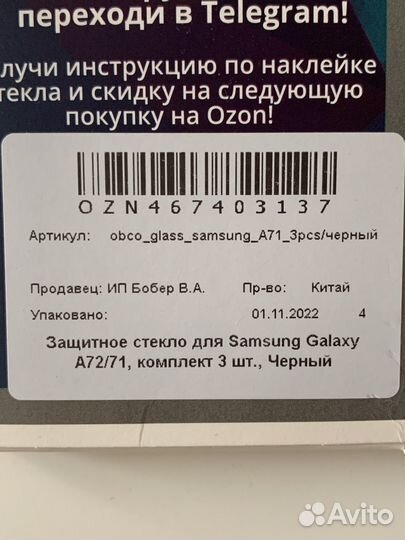 переходи в Telegram!
лучи инструкцию по наклейке
текла и скидку на следующую
покупку на Ozon!
OZN467403137
Артикул: obco_glass_samsung_A71_3pcs/черный
Продавец: ИП Бобер В.А. Пр-во: Китай
Упаковано: 01.11.2022 4
Защитное стекло для Samsung Galaxy
A72/71, комплект 3 шт., Черный
Avito